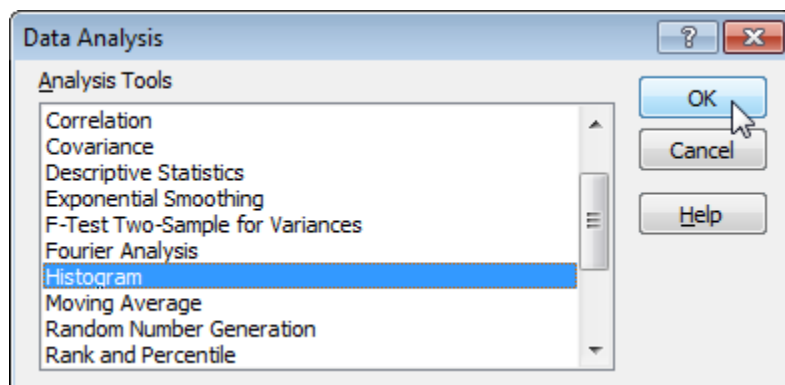 Data Analysis
Analysis Tools
Correlation
Covariance
Descriptive Statistics
Exponential Smoothing
F-Test Two-Sample for Variances
Fourier Analysis
Histogram
Moving Average
Random Number Generation
Rank and Percentile
OK
Cancel
Help